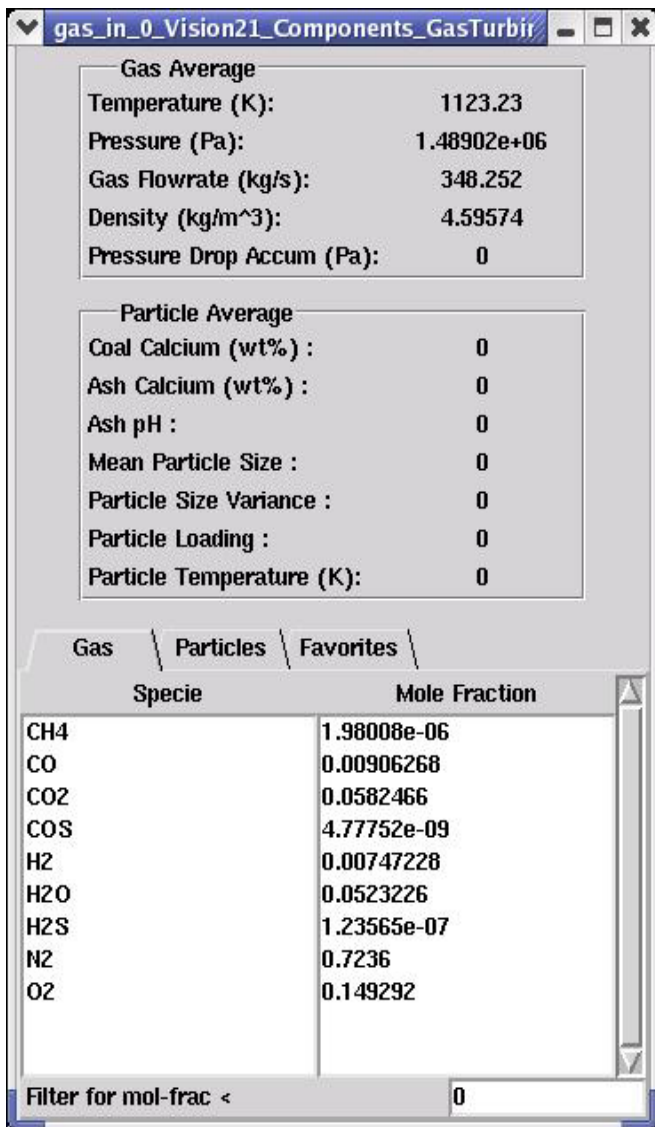 gas_in_0_Vision21_Components_GasTurbir
Gas Average
Temperature (K): 1123.23
Pressure (Pa): 1.48902e+06
Gas Flowrate (kg/s): 348.252
Density (kg/m^3): 4.59574
Pressure Drop Accum (Pa): 0
Particle Average
Coal Calcium (wt%) : 0
Ash Calcium (wt%) : 0
Ash pH : 0
Mean Particle Size : 0
Particle Size Variance : 0
Particle Loading : 0
Particle Temperature (K): 0
Gas Particles Favorites
Specie Mole Fraction
CH4 1.98008e-06
CO 0.00906268
CO2 0.0582466
COS 4.77752e-09
H2 0.00747228
H2O 0.0523226
H2S 1.23565e-07
N2 0.7236
O2 0.149292
Filter for mol-frac < 0